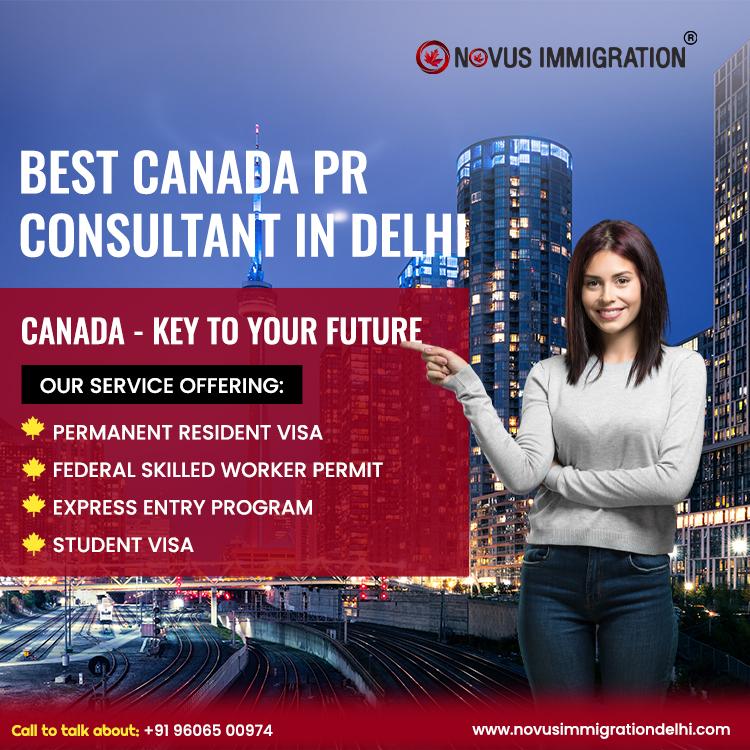 NOVUS IMMIGRATION®
BEST CANADA PR
CONSULTANT IN DELHI
CANADA - KEY TO YOUR FUTURE
OUR SERVICE OFFERING:
PERMANENT RESIDENT VISA
FEDERAL SKILLED WORKER PERMIT
EXPRESS ENTRY PROGRAM
STUDENT VISA
Call to talk about: +91 96065 00974
www.novusimmigrationdelhi.com